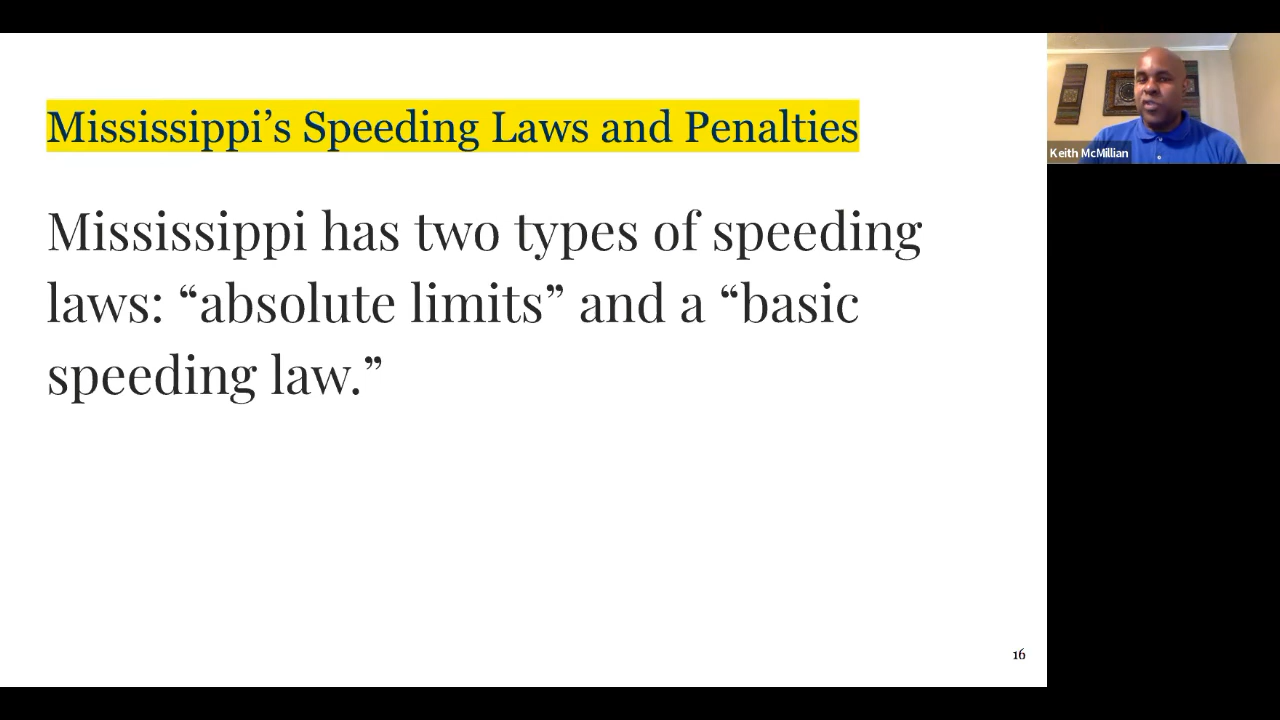 Mississippi’s Speeding Laws and Penalties
Mississippi has two types of speeding
laws: “absolute limits” and a “basic
speeding law.”
16
Keith McMillian